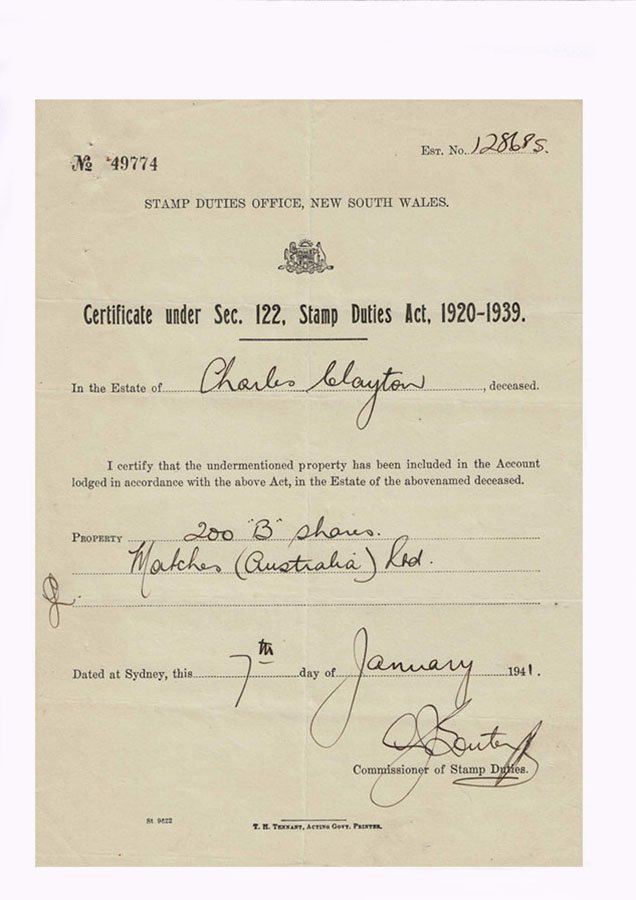 Est. No. 12868s.
No 49774
STAMP DUTIES OFFICE, NEW SOUTH WALES.
Certificate under Sec. 122, Stamp Duties Act, 1920-1939.
In the Estate of Charles Clayton, deceased.
I certify that the undermentioned property has been included in the Account
lodged in accordance with the above Act, in the Estate of the abovenamed deceased.
PROPERTY 200 "B" shares.
Matches (Australia) Ltd.
Dated at Sydney, this 7th day of January 1941.
Commissioner of Stamp Duties.
St 9622
T. H. TENNANT, ACTING GOVT. PRINTER.